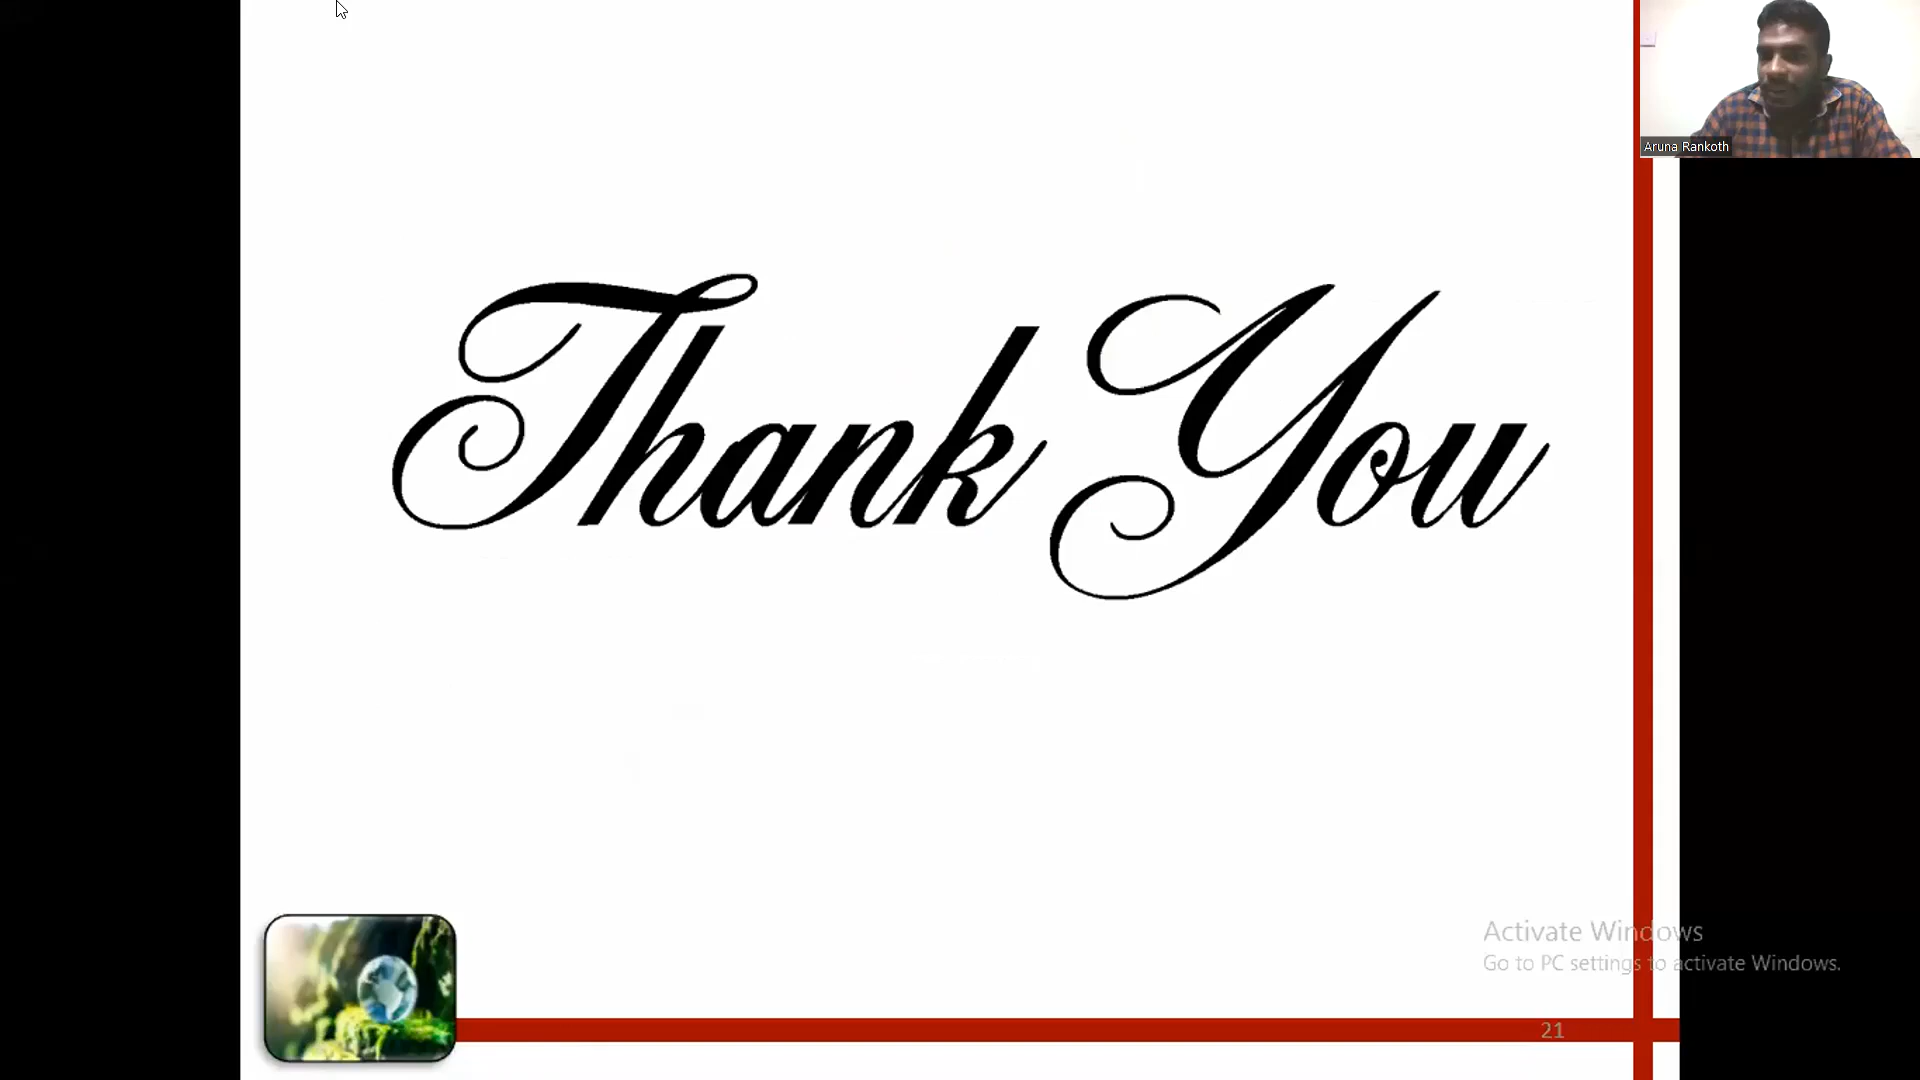 Aruna Rankoth
Thank You
Activate Windows
Go to PC settings to activate Windows.
21